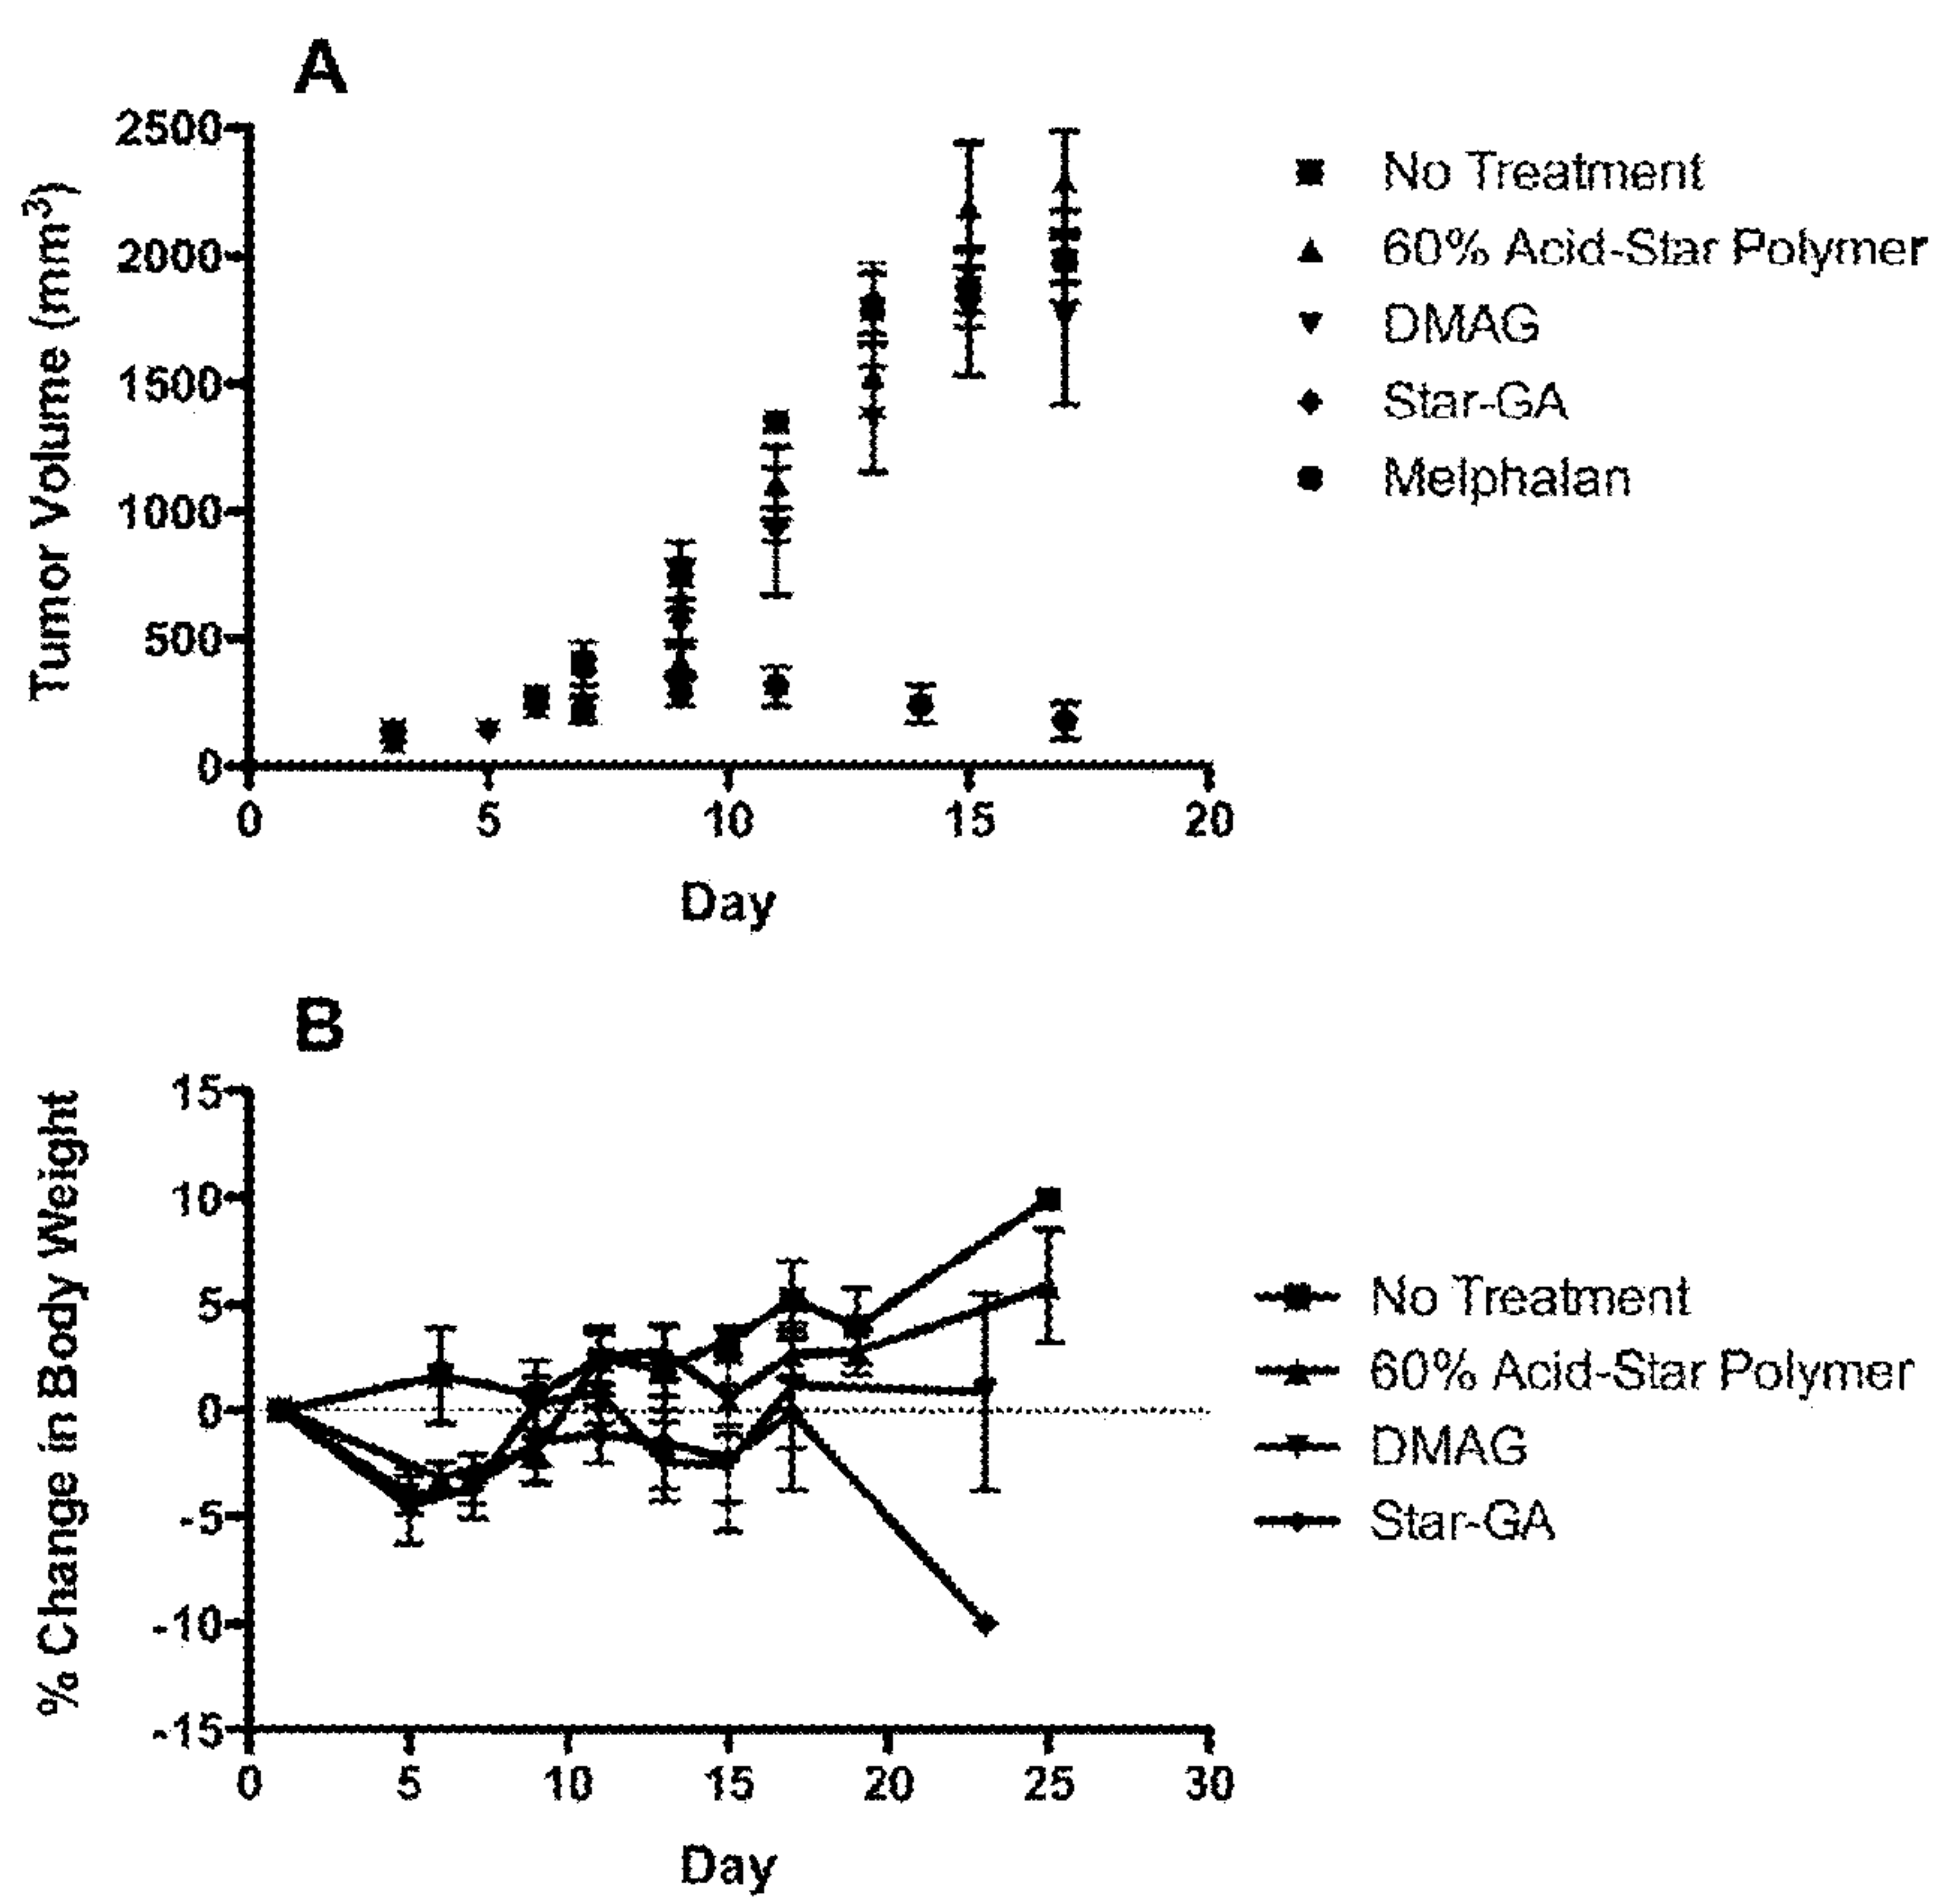 A
2500
2000
1500
1000
500
0
Tumor Volume (mm³)
0 5 10 15 20
Day
No Treatment
60% Acid-Star Polymer
DMAG
Star-GA
Melphalan
B
15
10
5
0
-5
-10
-15
% Change in Body Weight
0 5 10 15 20 25 30
Day
No Treatment
60% Acid-Star Polymer
DMAG
Star-GA